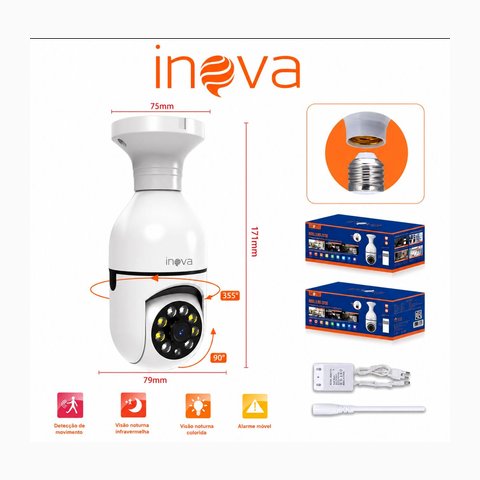 inova
75mm
171mm
inova
355°
90°
79mm
Detecção de
movimento
Visão noturna
infravermelha
Visão noturna
colorida
Alarme móvel